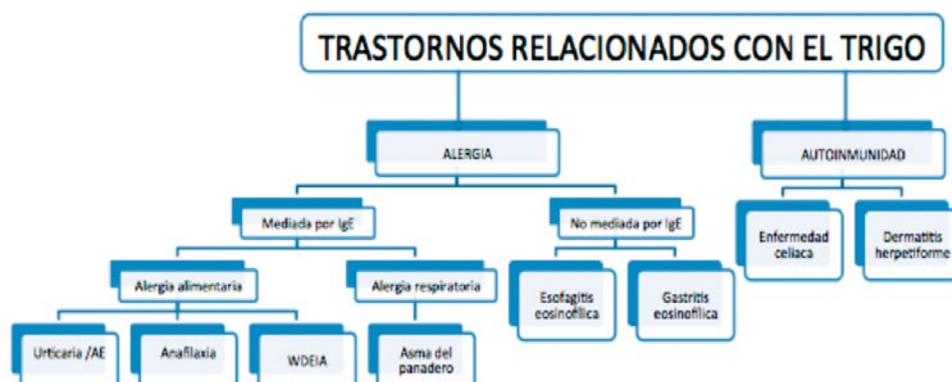 TRASTORNOS RELACIONADOS CON EL TRIGO
ALERGIA
AUTOINMUNIDAD
Mediada por IgE
No mediada por IgE
Enfermedad
celiaca
Dermatitis
herpetiforme
Alergia alimentaria
Alergia respiratoria
Esofagitis
eosinofílica
Gastritis
eosinofílica
Urticaria /AE
Anafilaxia
WDEIA
Asma del
panadero